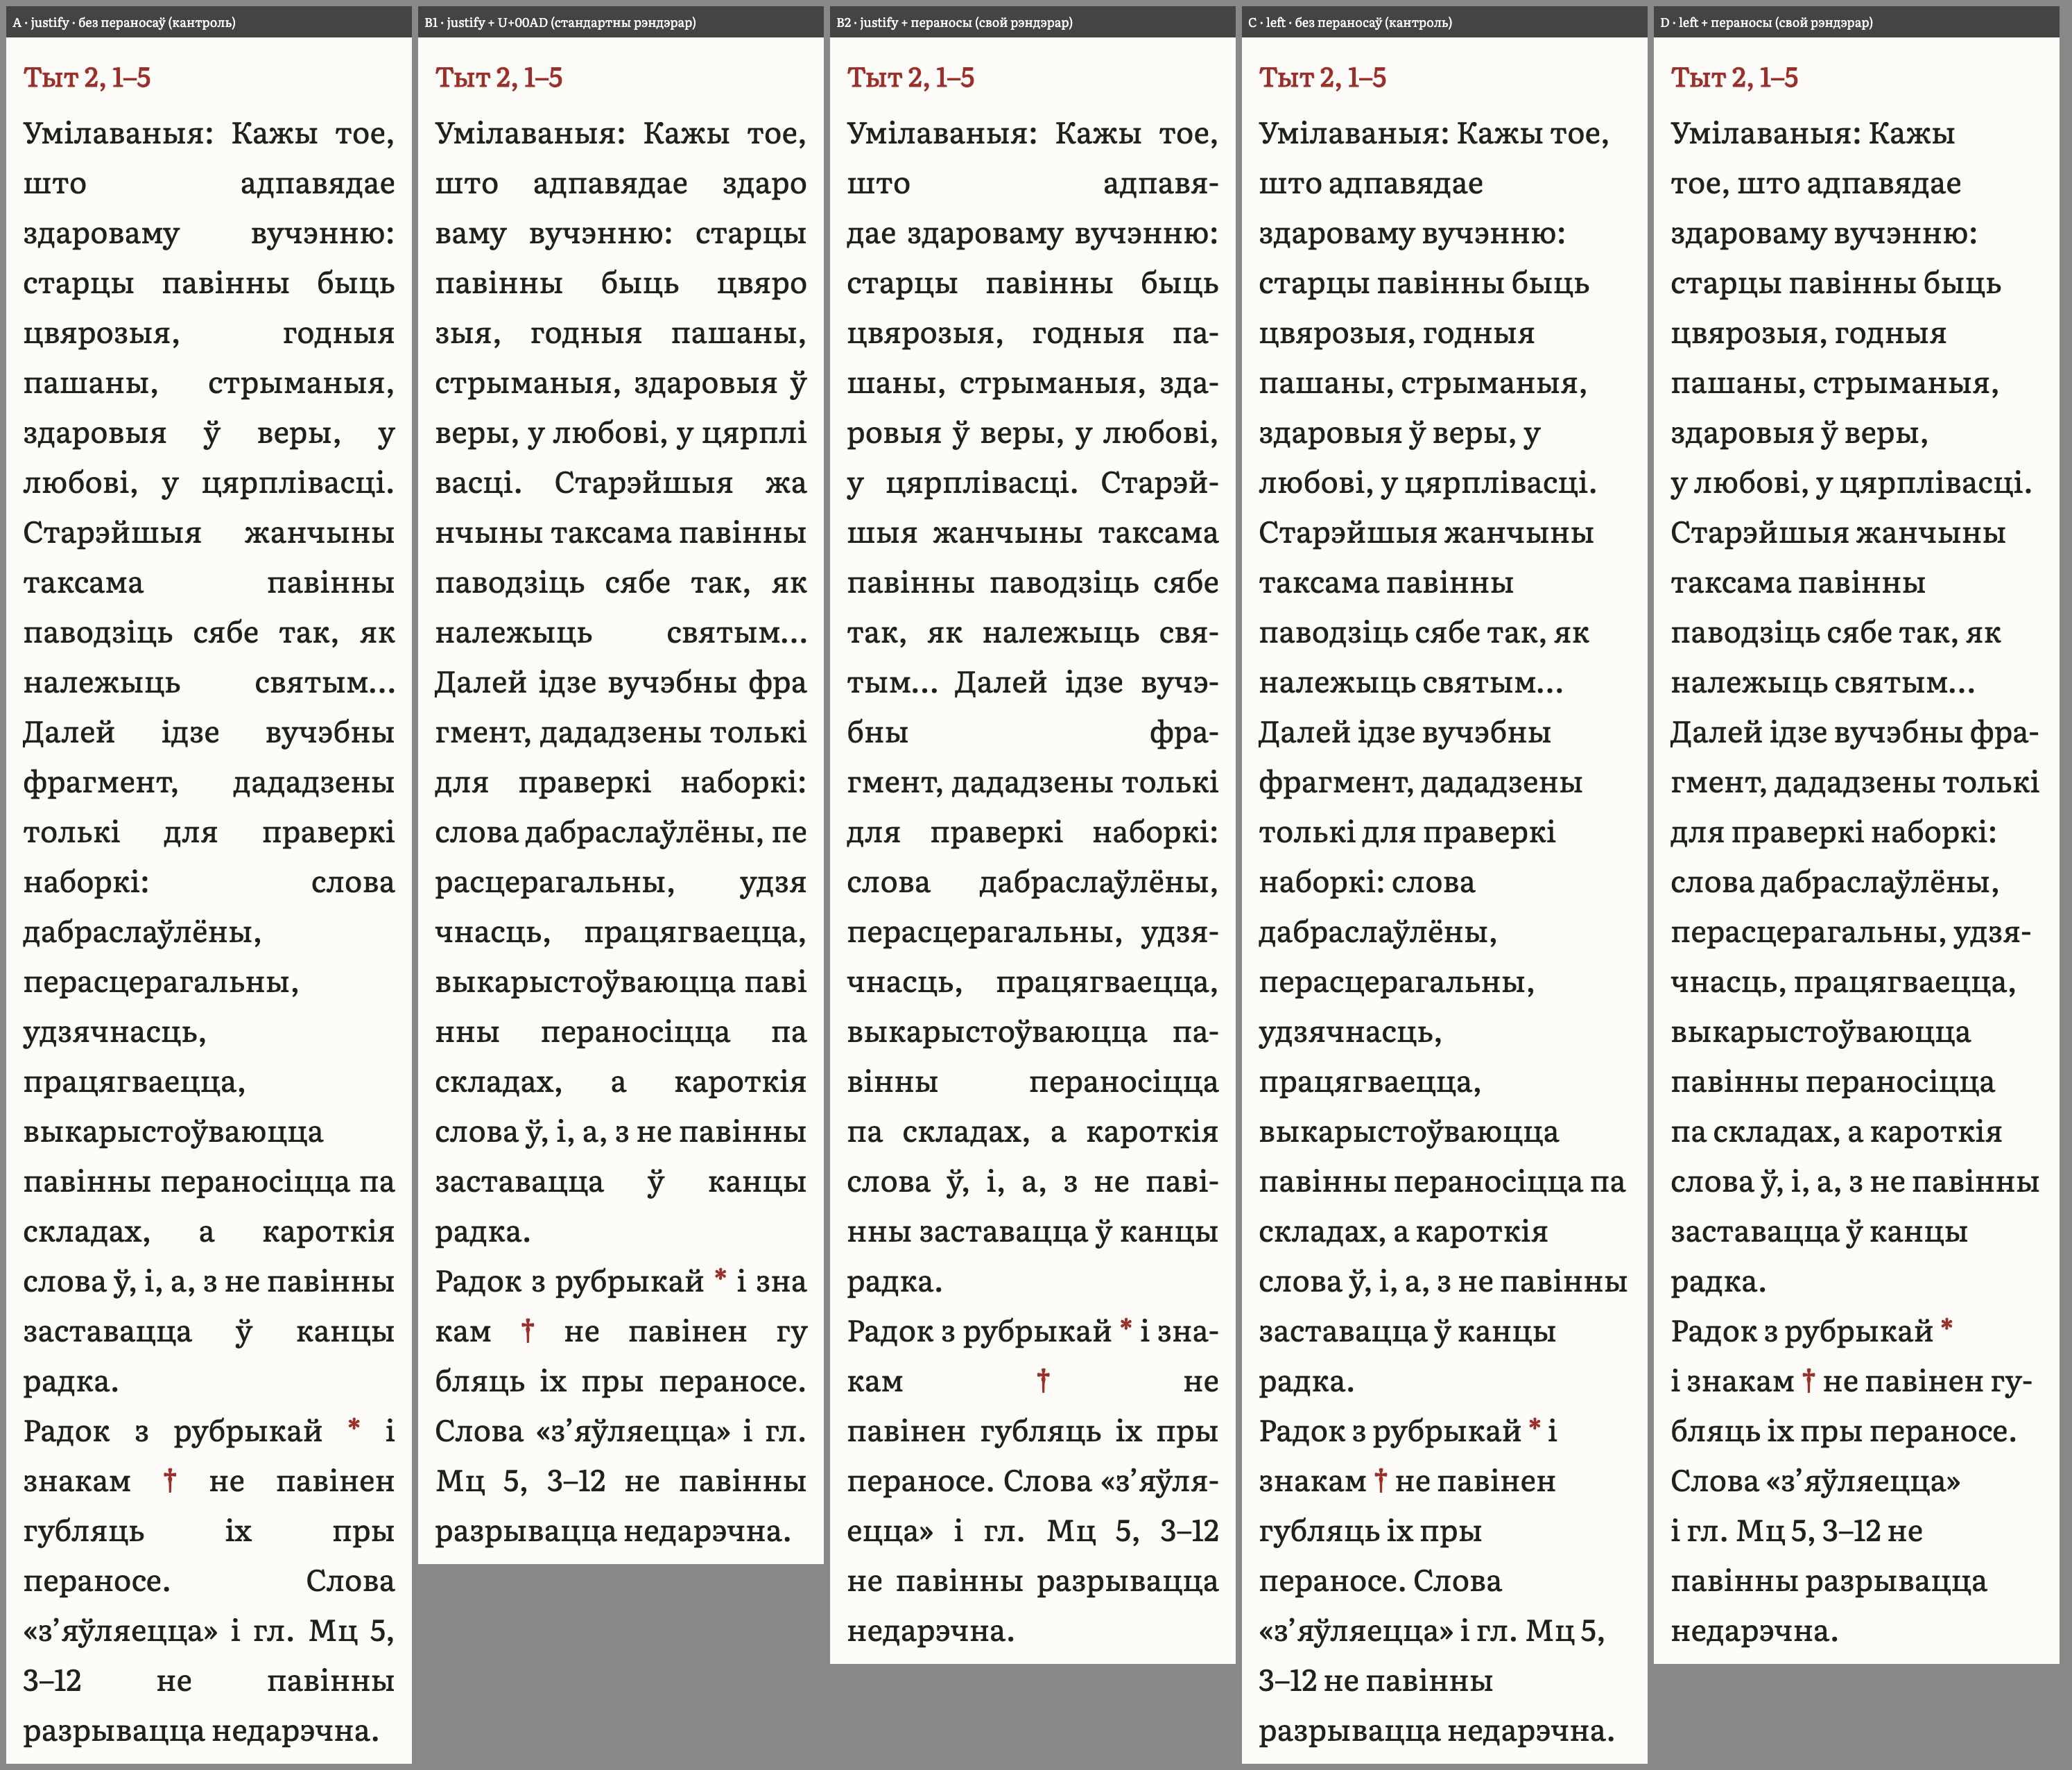 A · justify · без пераносаў (кантроль)
Тыт 2, 1–5
Умілаваныя: Кажы тое,
што адпавядае
здароваму вучэнню:
старцы павінны быць
цвярозыя, годныя
пашаны, стрыманыя,
здаровыя ў веры, у
любові, у цярплівасці.
Старэйшыя жанчыны
таксама павінны
паводзіць сябе так, як
належыць святым...
Далей ідзе вучэбны
фрагмент, дададзены
толькі для праверкі
наборкі: слова
дабраслаўлёны,
перасцерагальны,
удзячнасць,
працягваецца,
выкарыстоўваюцца
павінны пераносіцца па
складах, а кароткія
слова ў, і, а, з не павінны
заставацца ў канцы
радка.
Радок з рубрыкай * і
знакам † не павінен
губляць іх пры
пераносе. Слова
«з’яўляецца» і гл. Мц 5,
3–12 не павінны
разрывацца недарэчна.
B1 · justify + U+00AD (стандартны рэндэрар)
Тыт 2, 1–5
Умілаваныя: Кажы тое,
што адпавядае здаро
ваму вучэнню: старцы
павінны быць цвяро
зыя, годныя пашаны,
стрыманыя, здаровыя ў
веры, у любові, у цярплі
васці. Старэйшыя жа
нчыны таксама павінны
паводзіць сябе так, як
належыць святым...
Далей ідзе вучэбны фра
гмент, дададзены толькі
для праверкі наборкі:
слова дабраслаўлёны, пе
расцерагальны, удзя
чнасць, працягваецца,
выкарыстоўваюцца паві
нны пераносіцца па
складах, а кароткія
слова ў, і, а, з не павінны
заставацца ў канцы
радка.
Радок з рубрыкай * і зна
кам † не павінен гу
бляць іх пры пераносе.
Слова «з’яўляецца» і гл.
Мц 5, 3–12 не павінны
разрывацца недарэчна.
B2 · justify + пераносы (свой рэндэрар)
Тыт 2, 1–5
Умілаваныя: Кажы тое,
што адпавя-
дае здароваму вучэнню:
старцы павінны быць
цвярозыя, годныя па-
шаны, стрыманыя, зда-
ровыя ў веры, у любові,
у цярплівасці. Старэй-
шыя жанчыны таксама
павінны паводзіць сябе
так, як належыць свя-
тым... Далей ідзе вучэ-
бны фра-
гмент, дададзены толькі
для праверкі наборкі:
слова дабраслаўлёны,
перасцерагальны, удзя-
чнасць, працягваецца,
выкарыстоўваюцца па-
вінны пераносіцца
па складах, а кароткія
слова ў, і, а, з не паві-
нны заставацца ў канцы
радка.
Радок з рубрыкай * і зна-
кам † не
павінен губляць іх пры
пераносе. Слова «з’яўля-
ецца» і гл. Мц 5, 3–12
не павінны разрывацца
недарэчна.
C · left · без пераносаў (кантроль)
Тыт 2, 1–5
Умілаваныя: Кажы тое,
што адпавядае
здароваму вучэнню:
старцы павінны быць
цвярозыя, годныя
пашаны, стрыманыя,
здаровыя ў веры, у
любові, у цярплівасці.
Старэйшыя жанчыны
таксама павінны
паводзіць сябе так, як
належыць святым...
Далей ідзе вучэбны
фрагмент, дададзены
толькі для праверкі
наборкі: слова
дабраслаўлёны,
перасцерагальны,
удзячнасць,
працягваецца,
выкарыстоўваюцца
павінны пераносіцца па
складах, а кароткія
слова ў, і, а, з не павінны
заставацца ў канцы
радка.
Радок з рубрыкай * і
знакам † не павінен
губляць іх пры
пераносе. Слова
«з’яўляецца» і гл. Мц 5,
3–12 не павінны
разрывацца недарэчна.
D · left + пераносы (свой рэндэрар)
Тыт 2, 1–5
Умілаваныя: Кажы
тое, што адпавядае
здароваму вучэнню:
старцы павінны быць
цвярозыя, годныя
пашаны, стрыманыя,
здаровыя ў веры,
у любові, у цярплівасці.
Старэйшыя жанчыны
таксама павінны
паводзіць сябе так, як
належыць святым...
Далей ідзе вучэбны фра-
гмент, дададзены толькі
для праверкі наборкі:
слова дабраслаўлёны,
перасцерагальны, удзя-
чнасць, працягваецца,
выкарыстоўваюцца
павінны пераносіцца
па складах, а кароткія
слова ў, і, а, з не павінны
заставацца ў канцы
радка.
Радок з рубрыкай *
і знакам † не павінен гу-
бляць іх пры пераносе.
Слова «з’яўляецца»
і гл. Мц 5, 3–12 не
павінны разрывацца
недарэчна.